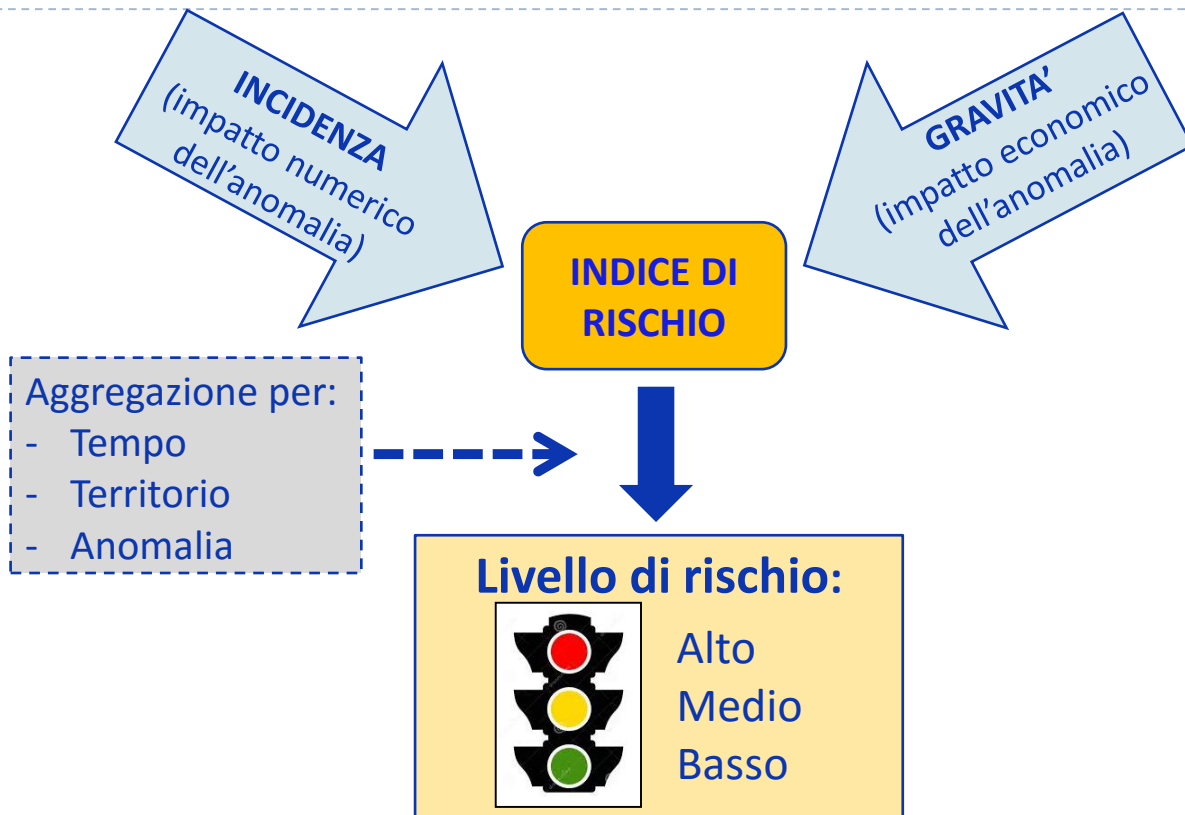 INCIDENZA
(impatto numerico
dell'anomalia)
GRAVITA'
(impatto economico
dell'anomalia)
INDICE DI
RISCHIO
Aggregazione per:
- Tempo
- Territorio
- Anomalia
Livello di rischio:
Alto
Medio
Basso